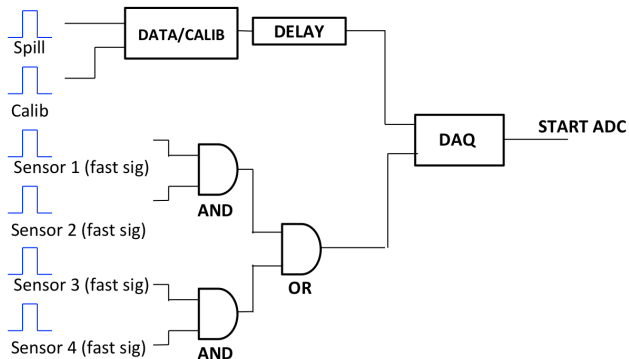 Spill
DATA/CALIB
DELAY
Calib
DAQ
START ADC
Sensor 1 (fast sig)
AND
Sensor 2 (fast sig)
Sensor 3 (fast sig)
OR
Sensor 4 (fast sig)
AND